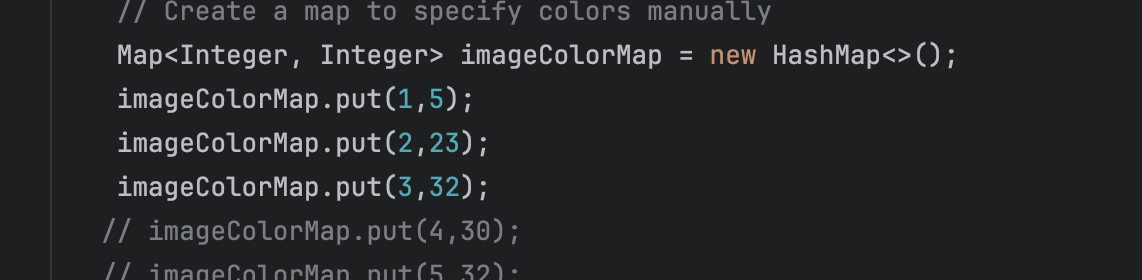 // Create a map to specify colors manually
Map<Integer, Integer> imageColorMap = new HashMap<>();
imageColorMap.put(1,5);
imageColorMap.put(2,23);
imageColorMap.put(3,32);
// imageColorMap.put(4,30);
// imageColorMap.put(5,32);